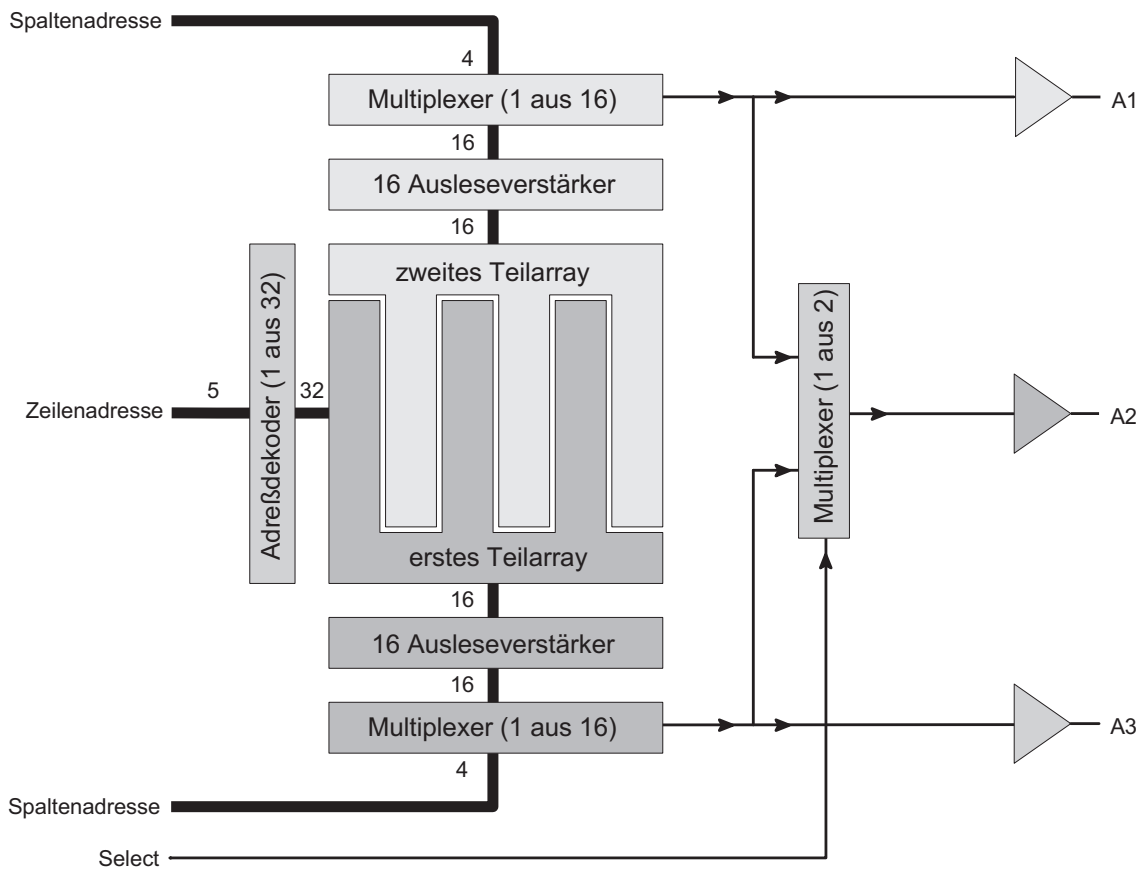 Spaltenadresse
4
Multiplexer (1 aus 16)
A1
16
16 Ausleseverstärker
16
zweites Teilarray
Adreßdekoder (1 aus 32)
Multiplexer (1 aus 2)
5
32
Zeilenadresse
A2
erstes Teilarray
16
16 Ausleseverstärker
16
Multiplexer (1 aus 16)
A3
4
Spaltenadresse
Select